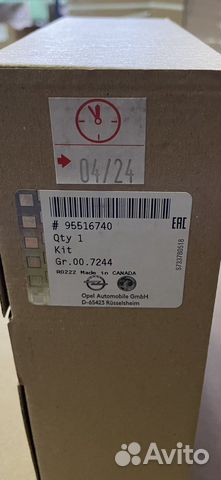 04/24
# 95516740
Qty 1
Kit
Gr.00.7244
Made in CANADA
Opel Automobile GmbH
D-65423 Rüsselsheim
EAC
Avito